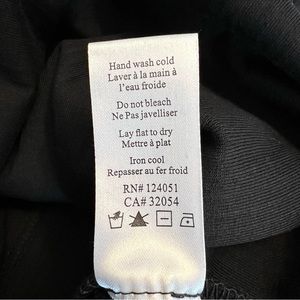 Hand wash cold
Laver à la main à
l'eau froide
Do not bleach
Ne Pas javelliser
Lay flat to dry
Mettre à plat
Iron cool
Repasser au fer froid
RN# 124051
CA# 32054